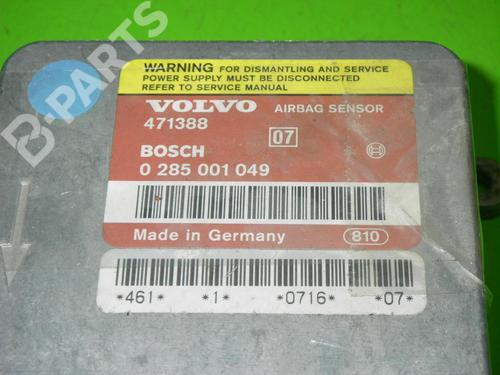 WARNING FOR DISMANTLING AND SERVICE
POWER SUPPLY MUST BE DISCONNECTED
REFER TO SERVICE MANUAL
VOLVO AIRBAG SENSOR
471388 07
BOSCH
0 285 001 049
Made in Germany 810
*461 *1 *0716 *07*
B-PARTS